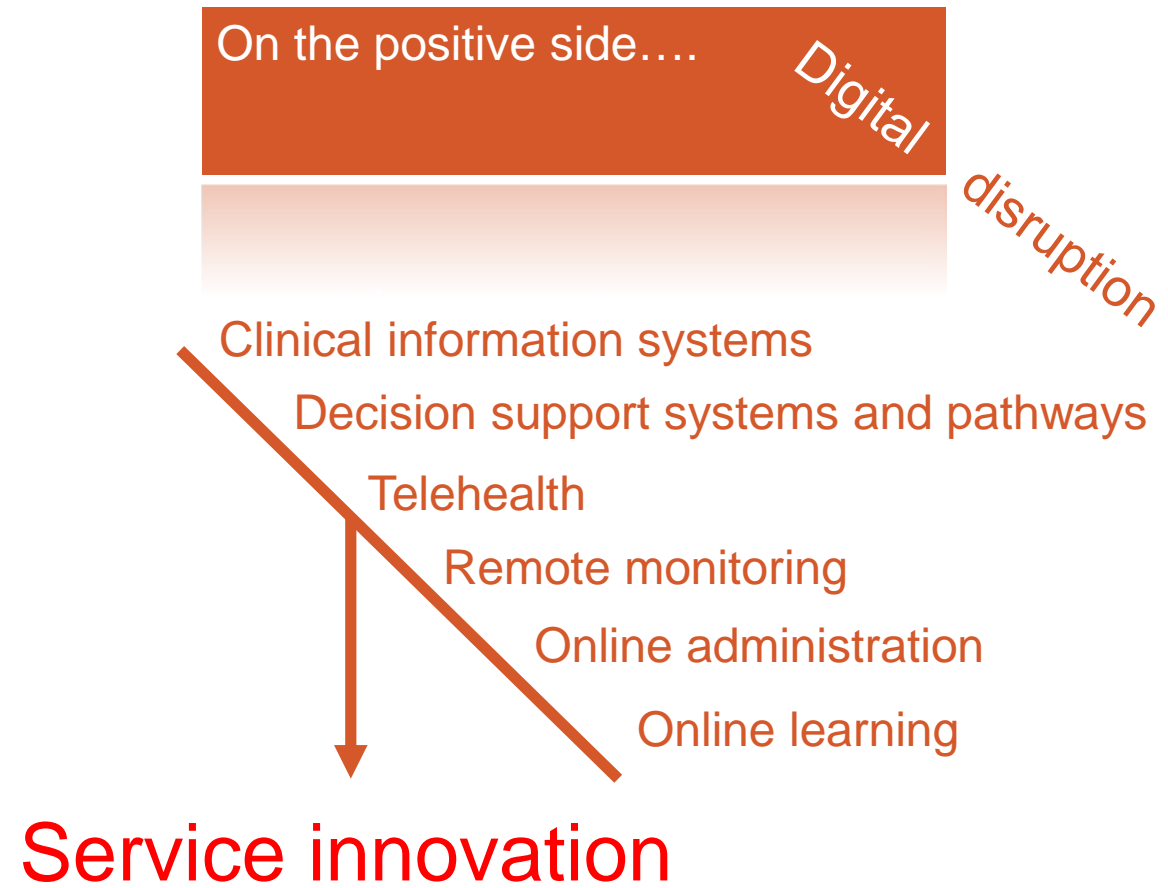 On the positive side….
Digital
disruption
Clinical information systems
Decision support systems and pathways
Telehealth
Remote monitoring
Online administration
Online learning
Service innovation